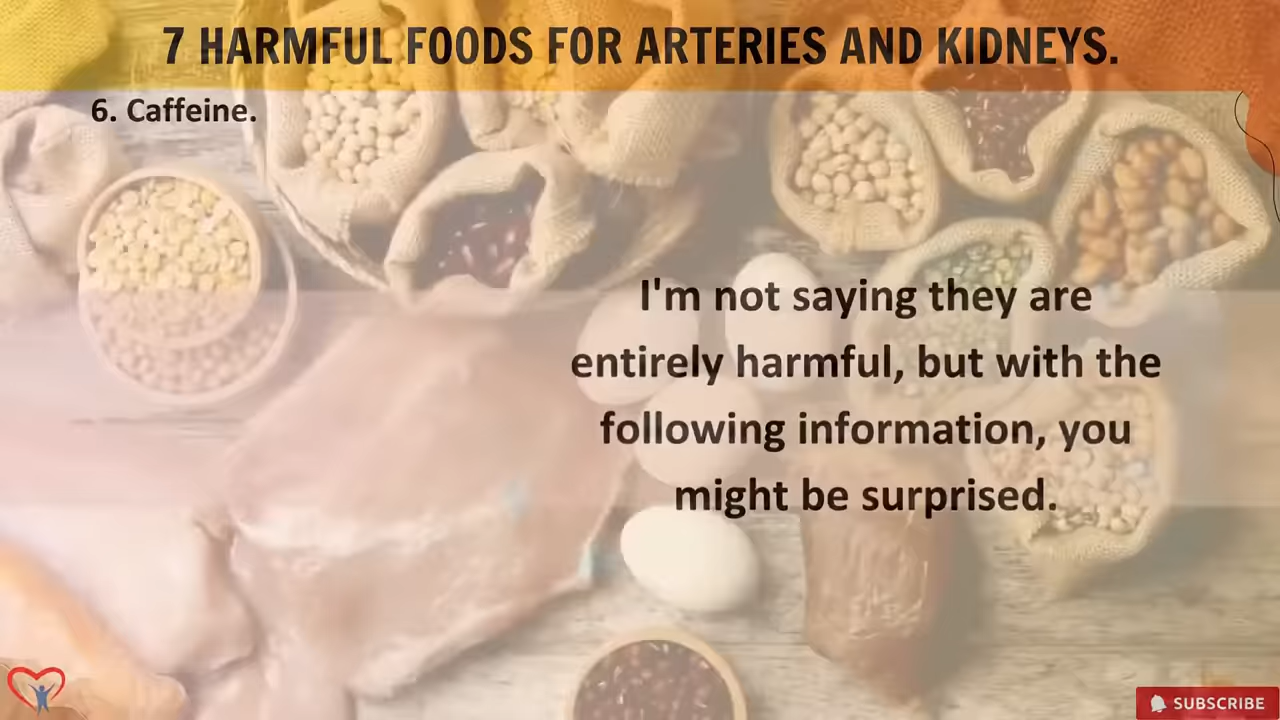 7 HARMFUL FOODS FOR ARTERIES AND KIDNEYS.
6. Caffeine.
I'm not saying they are
entirely harmful, but with the
following information, you
might be surprised.
SUBSCRIBE